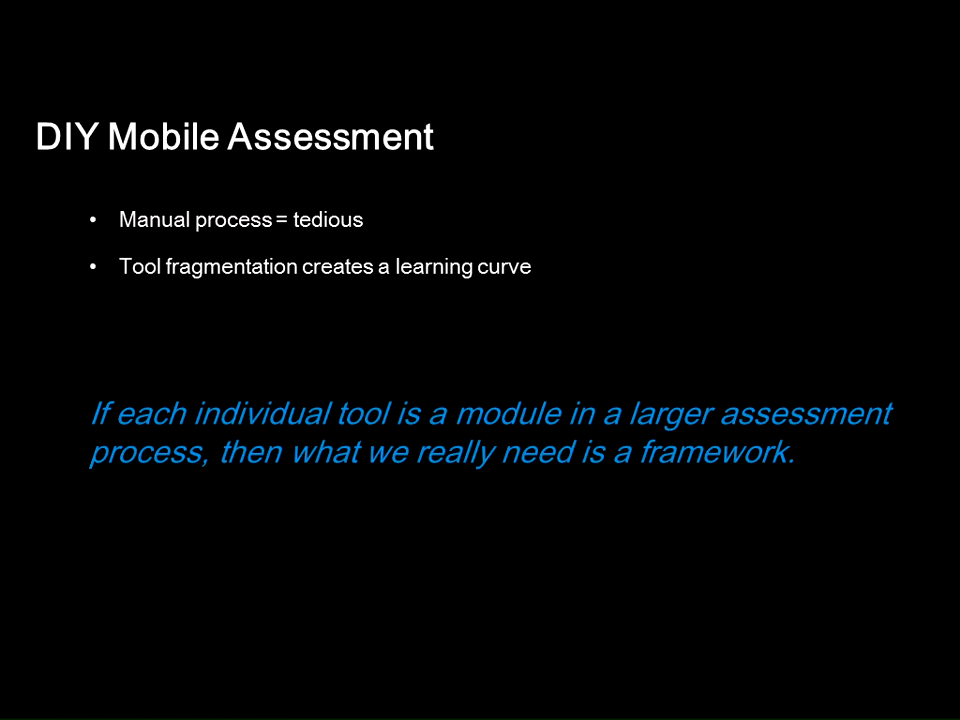 DIY Mobile Assessment
• Manual process = tedious
• Tool fragmentation creates a learning curve
If each individual tool is a module in a larger assessment
process, then what we really need is a framework.